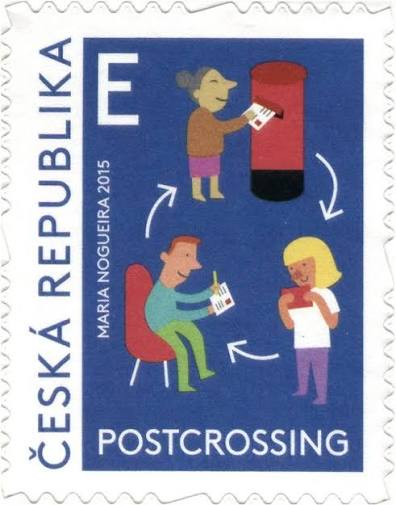 ČESKÁ REPUBLIKA
E
MARIA NOGUEIRA 2015
POSTCROSSING